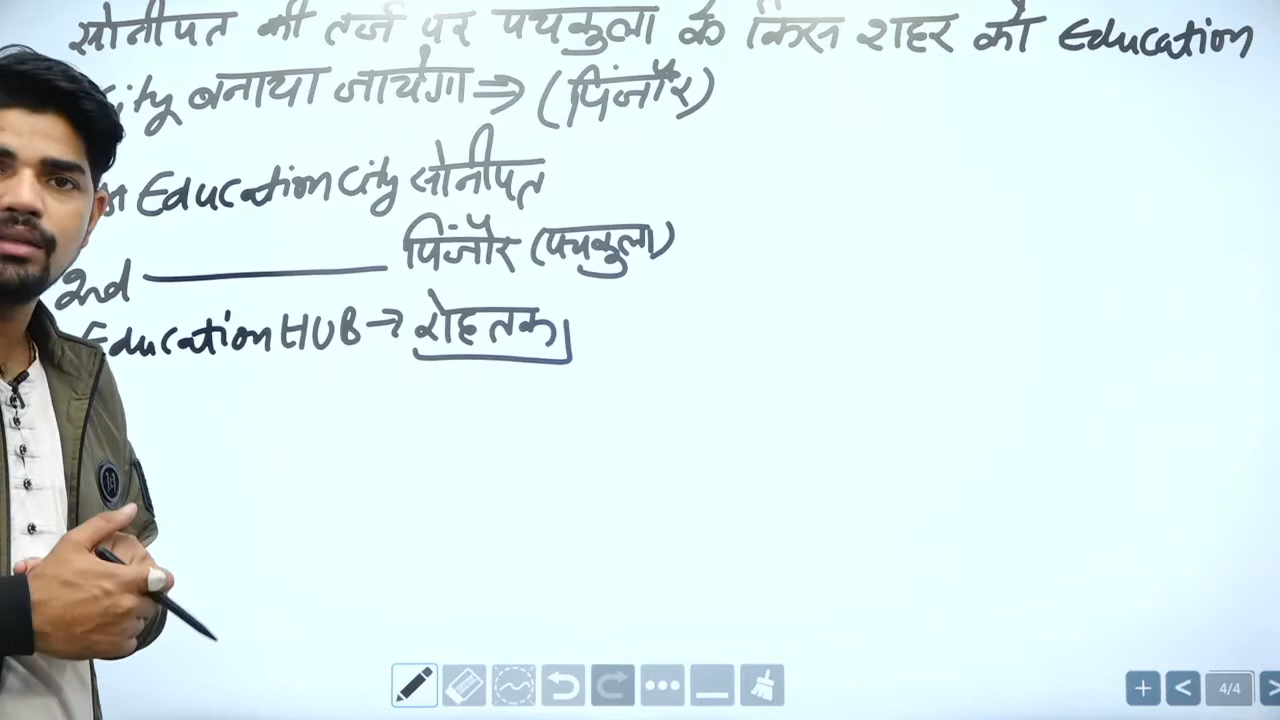 सोनीपत की तर्ज पर पंचकुला के किस शहर को Education
City बनाया जायेगा ⇒ (पिंजौर)
Education City सोनीपत
2nd ———— पिंजौर (पंचकुला)
Education HUB → रोहतक
4/4